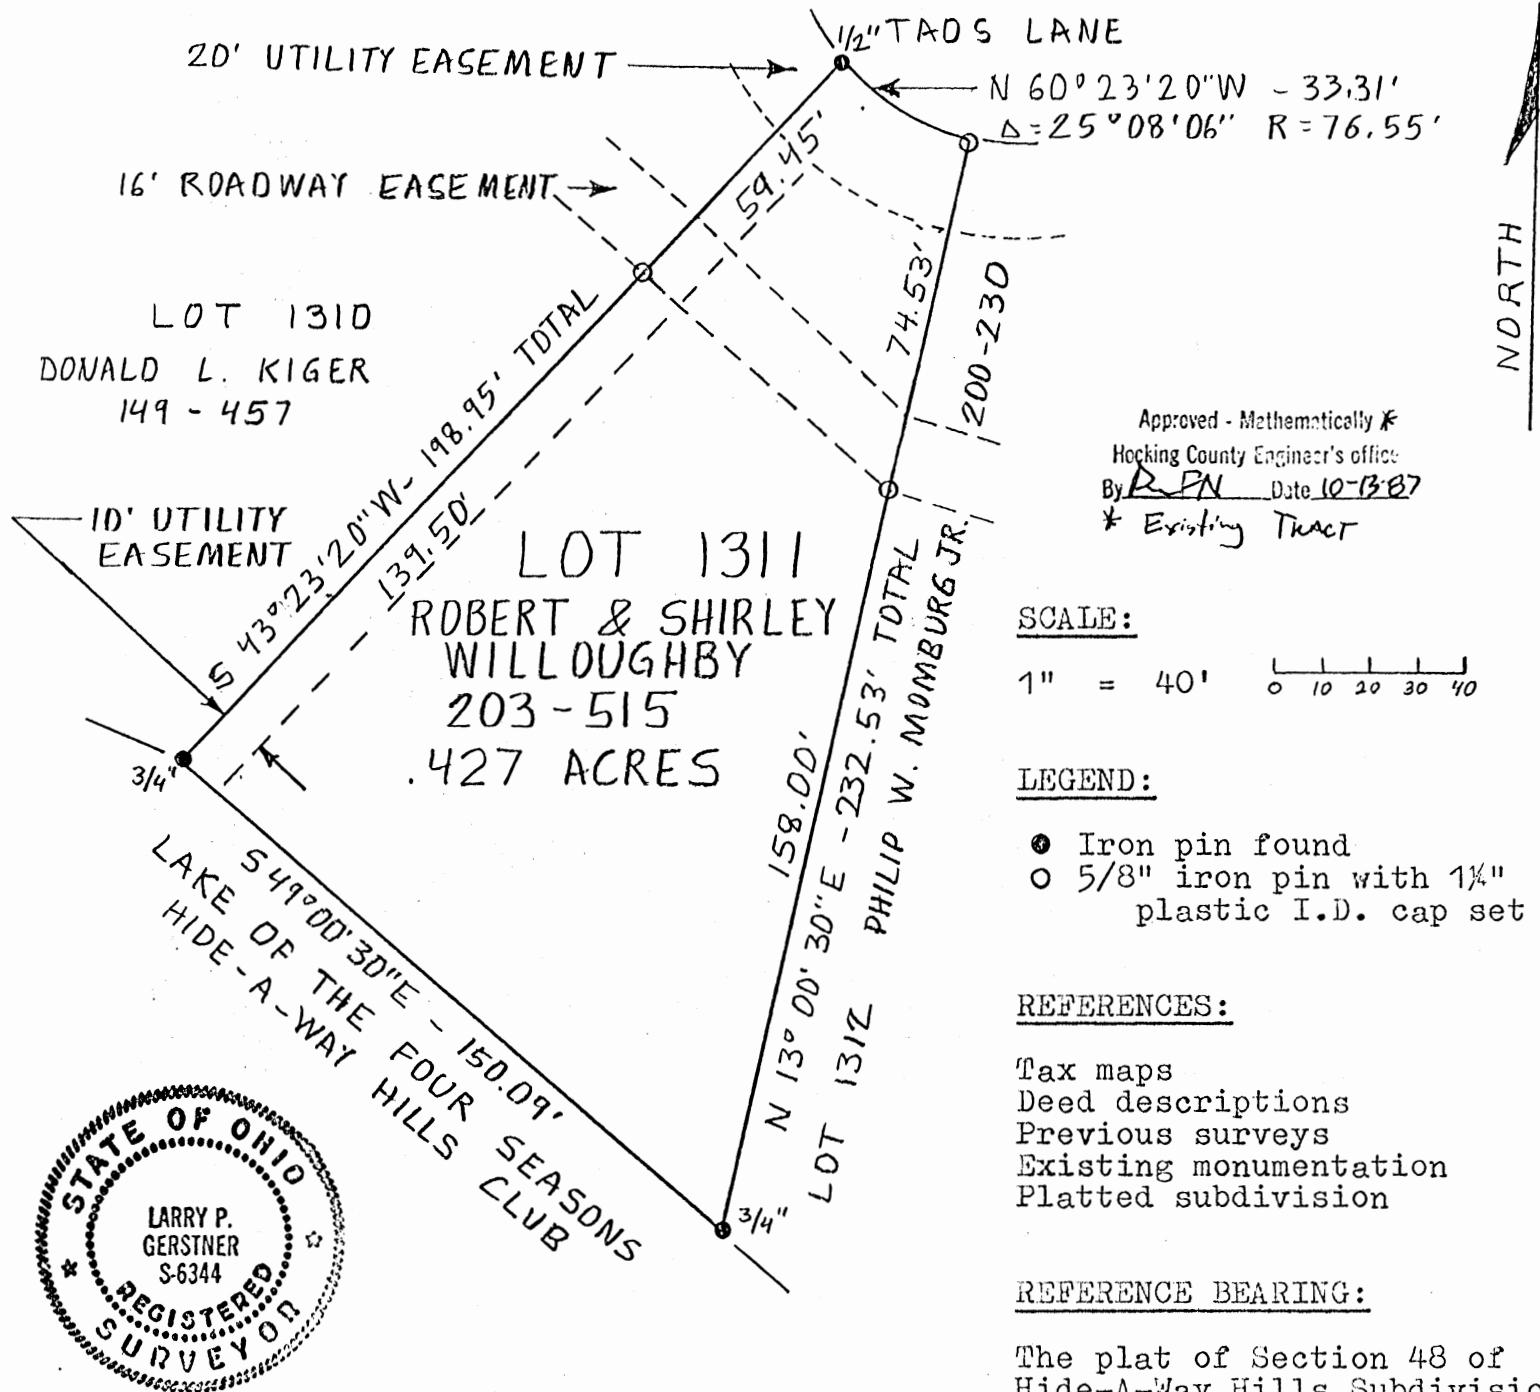 1/2" TAOS LANE
20' UTILITY EASEMENT
N 60°23'20"W - 33.31'
Δ=25°08'06" R=76.55'
16' ROADWAY EASEMENT
59.45'
74.53'
200-230
NORTH
LOT 1310
DONALD L. KIGER
149-457
S 43°23'20"W - 198.95' TOTAL
139.50'
10' UTILITY
EASEMENT
LOT 1311
ROBERT & SHIRLEY
WILLOUGHBY
203-515
.427 ACRES
Approved - Mathematically *
Hocking County Engineer's office
By Date 10-13-87
* Existing TRACT
SCALE:
1" = 40'
0 10 20 30 40
3/4"
158.00'
N 13°00'30"E - 232.53' TOTAL
LOT 1312 PHILIP W. MOMBURG JR.
S 49°00'30"E - 150.09'
LAKE OF THE FOUR SEASONS
HIDE-A-WAY HILLS CLUB
3/4"
LEGEND:
Iron pin found
5/8" iron pin with 1¼"
plastic I.D. cap set
REFERENCES:
Tax maps
Deed descriptions
Previous surveys
Existing monumentation
Platted subdivision
REFERENCE BEARING:
The plat of Section 48 of
Hide-A-Way Hills Subdivisio
STATE OF OHIO
LARRY P.
GERSTNER
S-6344
REGISTERED
SURVEYOR